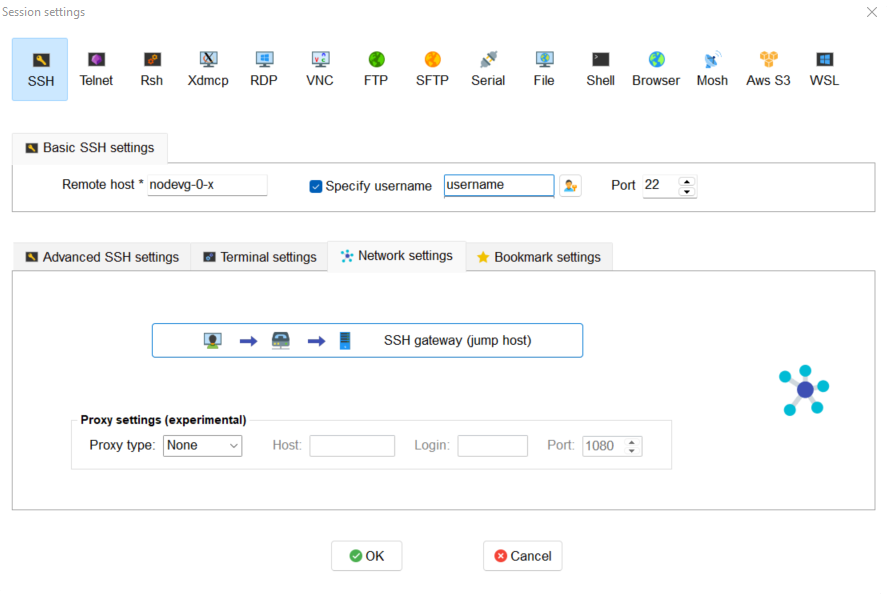 Session settings
SSH Telnet Rsh Xdmcp RDP VNC FTP SFTP Serial File Shell Browser Mosh Aws S3 WSL
Basic SSH settings
Remote host * nodevg-0-x Specify username username Port 22
Advanced SSH settings Terminal settings Network settings Bookmark settings
SSH gateway (jump host)
Proxy settings (experimental)
Proxy type: None Host: Login: Port: 1080
OK Cancel